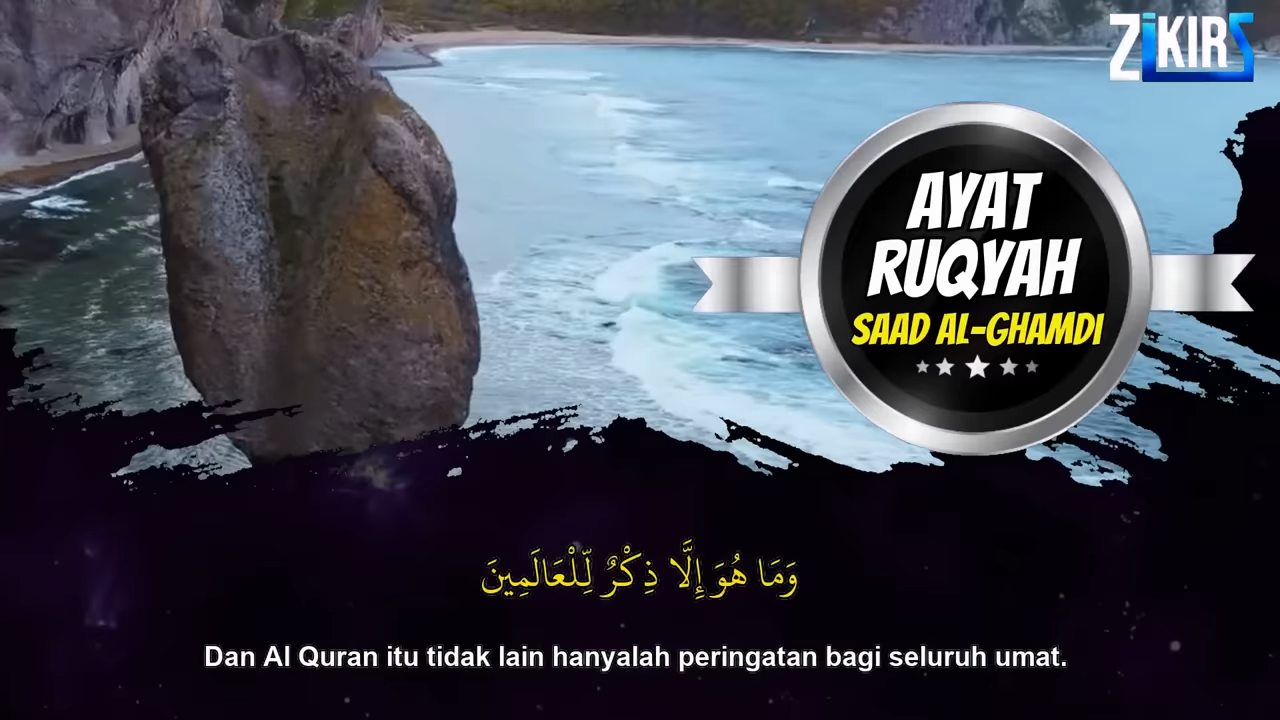 ZiKIRS
AYAT
RUQYAH
SAAD AL-GHAMDI
وَمَا هُوَ إِلَّا ذِكْرٌ لِّلْعَالَمِينَ
Dan Al Quran itu tidak lain hanyalah peringatan bagi seluruh umat.